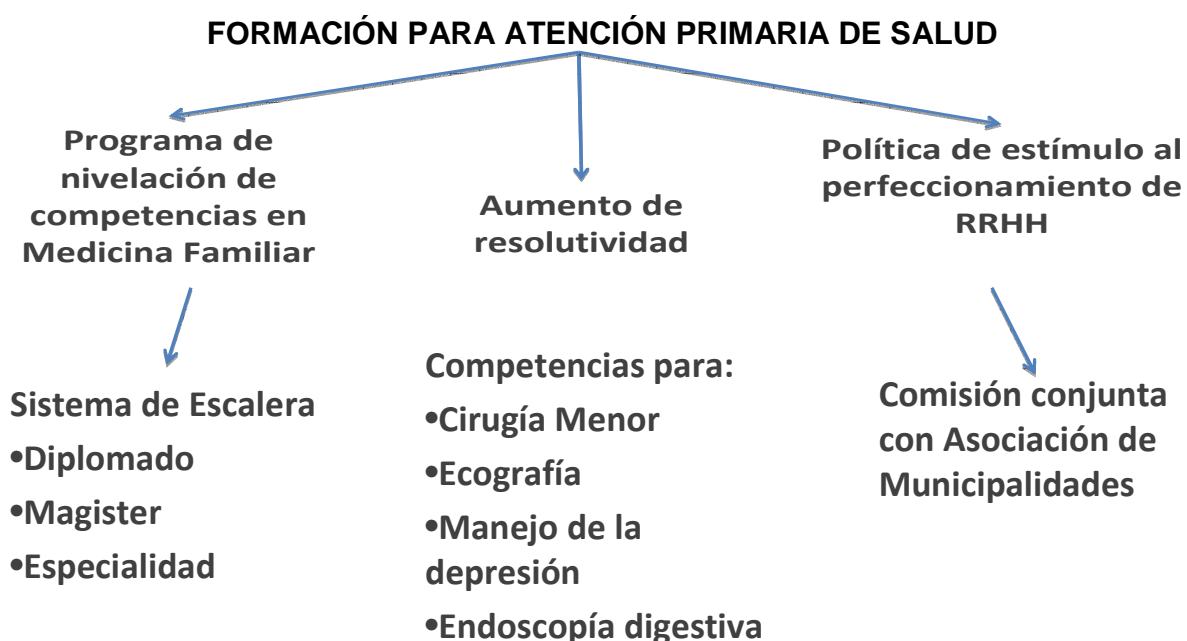 FORMACIÓN PARA ATENCIÓN PRIMARIA DE SALUD
Programa de
nivelación de
competencias en
Medicina Familiar
Sistema de Escalera
•Diplomado
•Magister
•Especialidad
Aumento de
resolutividad
Competencias para:
•Cirugía Menor
•Ecografía
•Manejo de la
depresión
•Endoscopía digestiva
Política de estímulo al
perfeccionamiento de
RRHH
Comisión conjunta
con Asociación de
Municipalidades